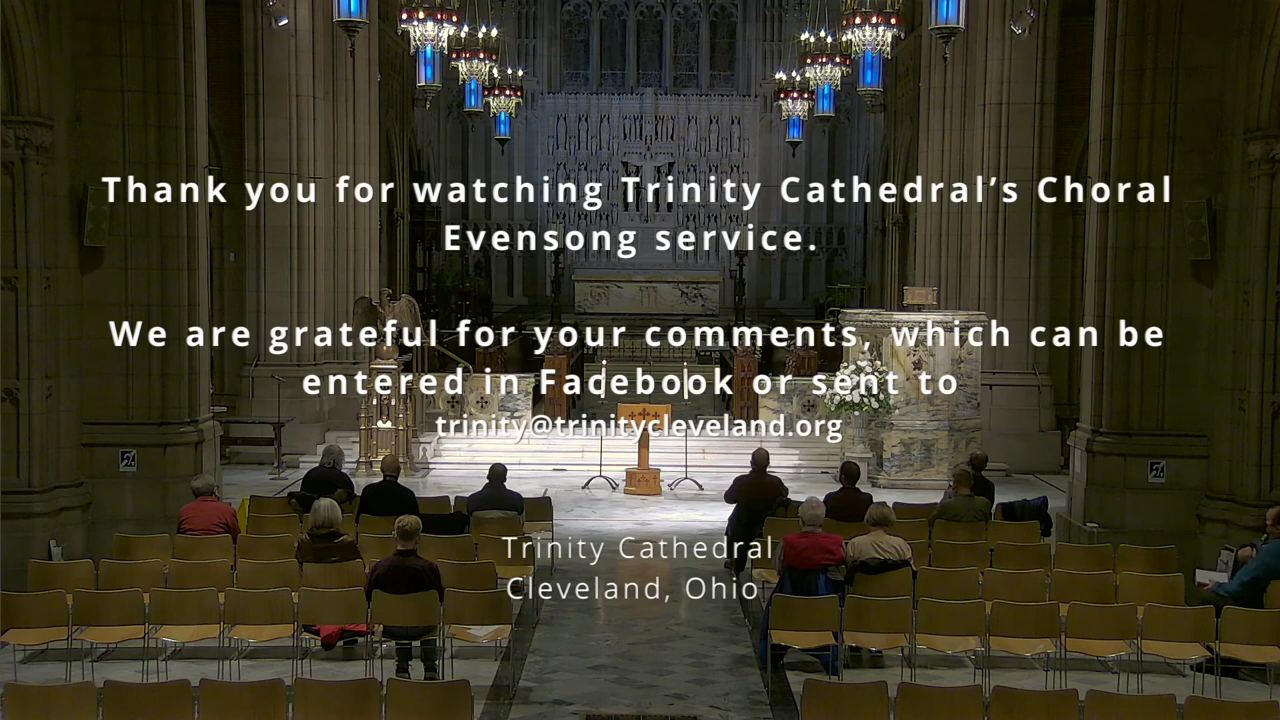 Thank you for watching Trinity Cathedral’s Choral
Evensong service.
We are grateful for your comments, which can be
entered in Facebook or sent to
trinity@trinitycleveland.org
Trinity Cathedral
Cleveland, Ohio